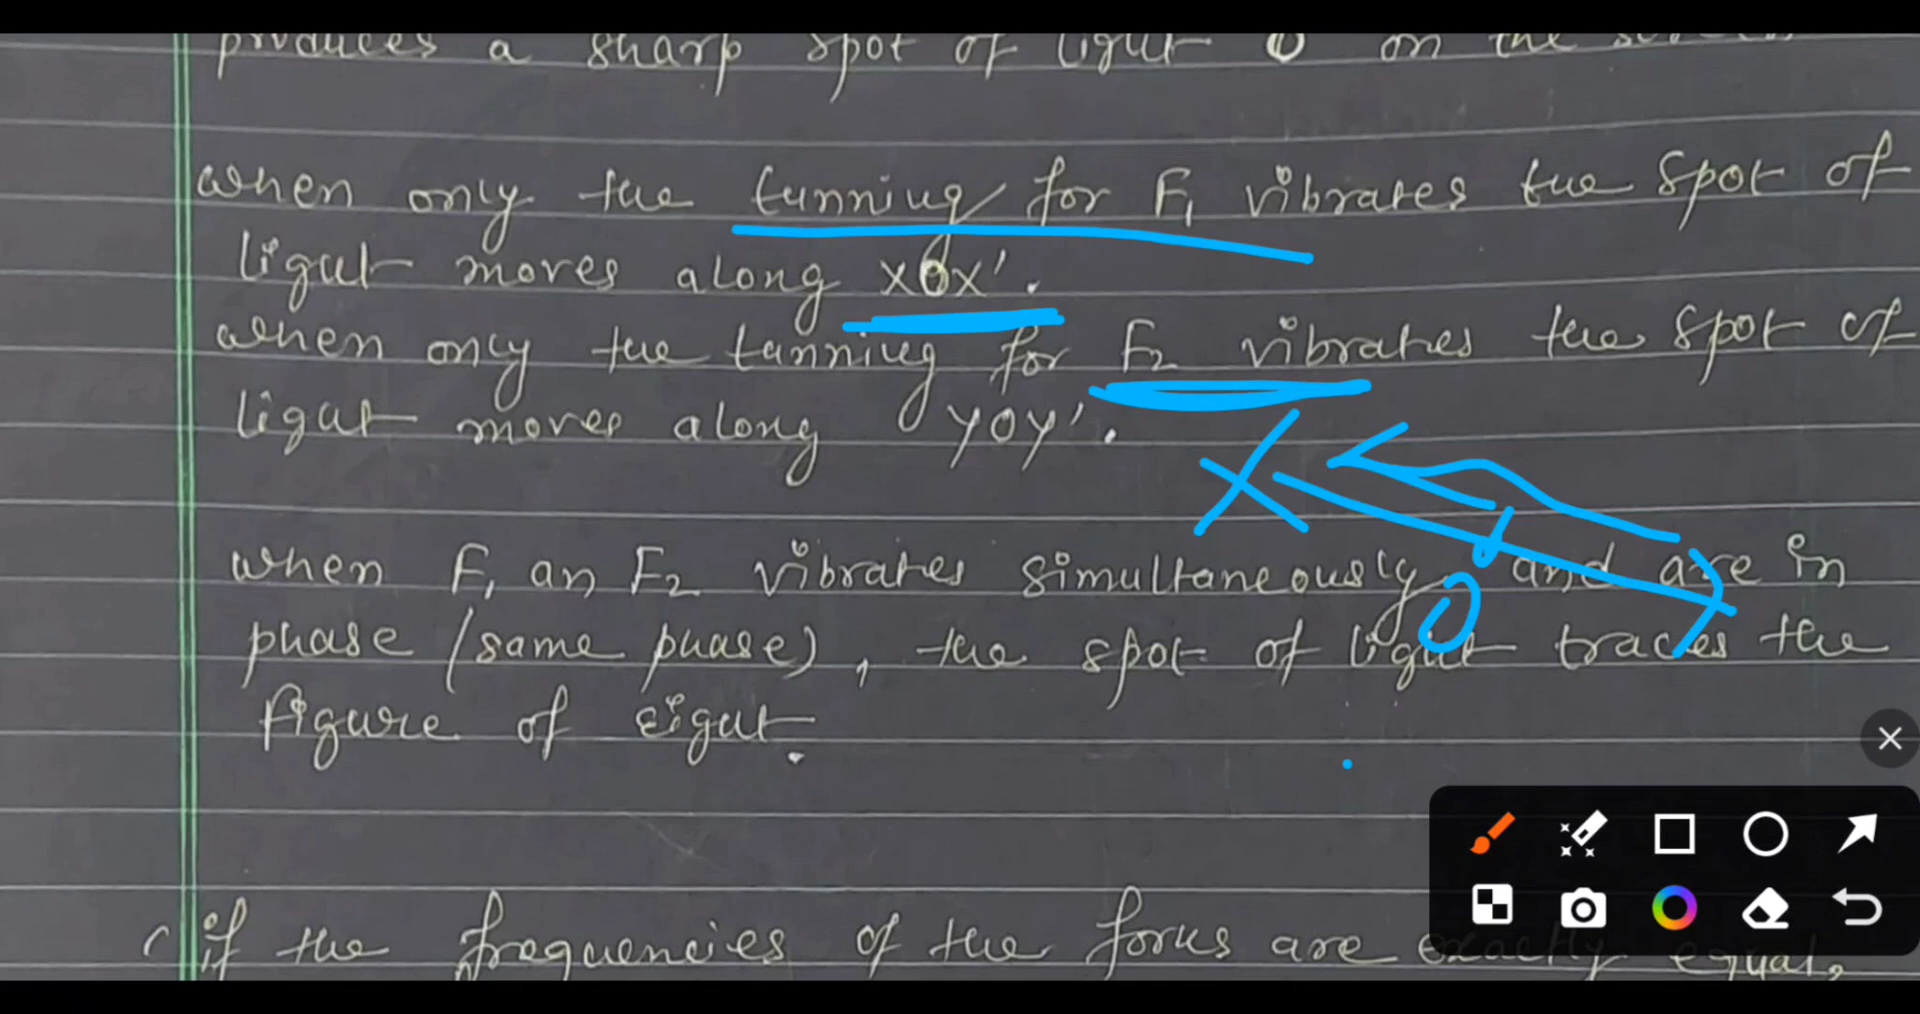 produces a sharp spot of light O on the screen
when only the tunning for F₁ vibrates the spot of
light moves along xOx'.
when only the tunning for F₂ vibrates the spot of
light moves along yoy'.
X O
when F₁ an F₂ vibrates simultaneously and are in
phase (same phase), the spot of light traces the
figure of eight.
if the frequencies of the forks are exactly equal,